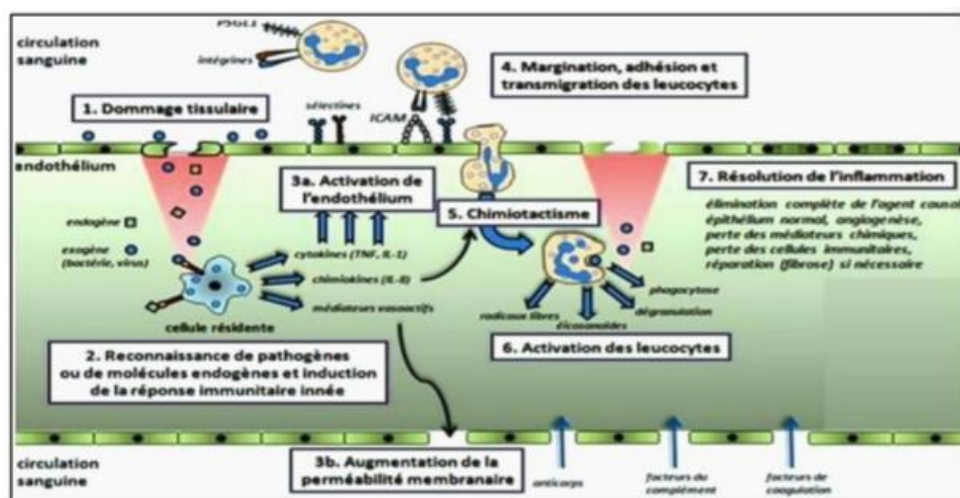 circulation
sanguine
PSGL1
intégrines
1. Dommage tissulaire
sélectines
ICAM
4. Margination, adhésion et
transmigration des leucocytes
endothélium
3a. Activation de
l'endothélium
endogène
exogène
(bactérie, virus)
cytokines (TNF, IL-1)
chimiokines (IL-8)
médiateurs vasoactifs
cellule résidente
5. Chimiotactisme
phagocytose
dégranulation
éicosanoïdes
radicaux libres
6. Activation des leucocytes
7. Résolution de l'inflammation
élimination complète de l'agent causal
épithélium normal, angiogenèse,
perte des médiateurs chimiques,
perte des cellules immunitaires,
réparation (fibrose) si nécessaire
2. Reconnaissance de pathogènes
ou de molécules endogènes et induction
de la réponse immunitaire innée
circulation
sanguine
3b. Augmentation de la
perméabilité membranaire
anticorps
facteurs du
complément
facteurs de
coagulation